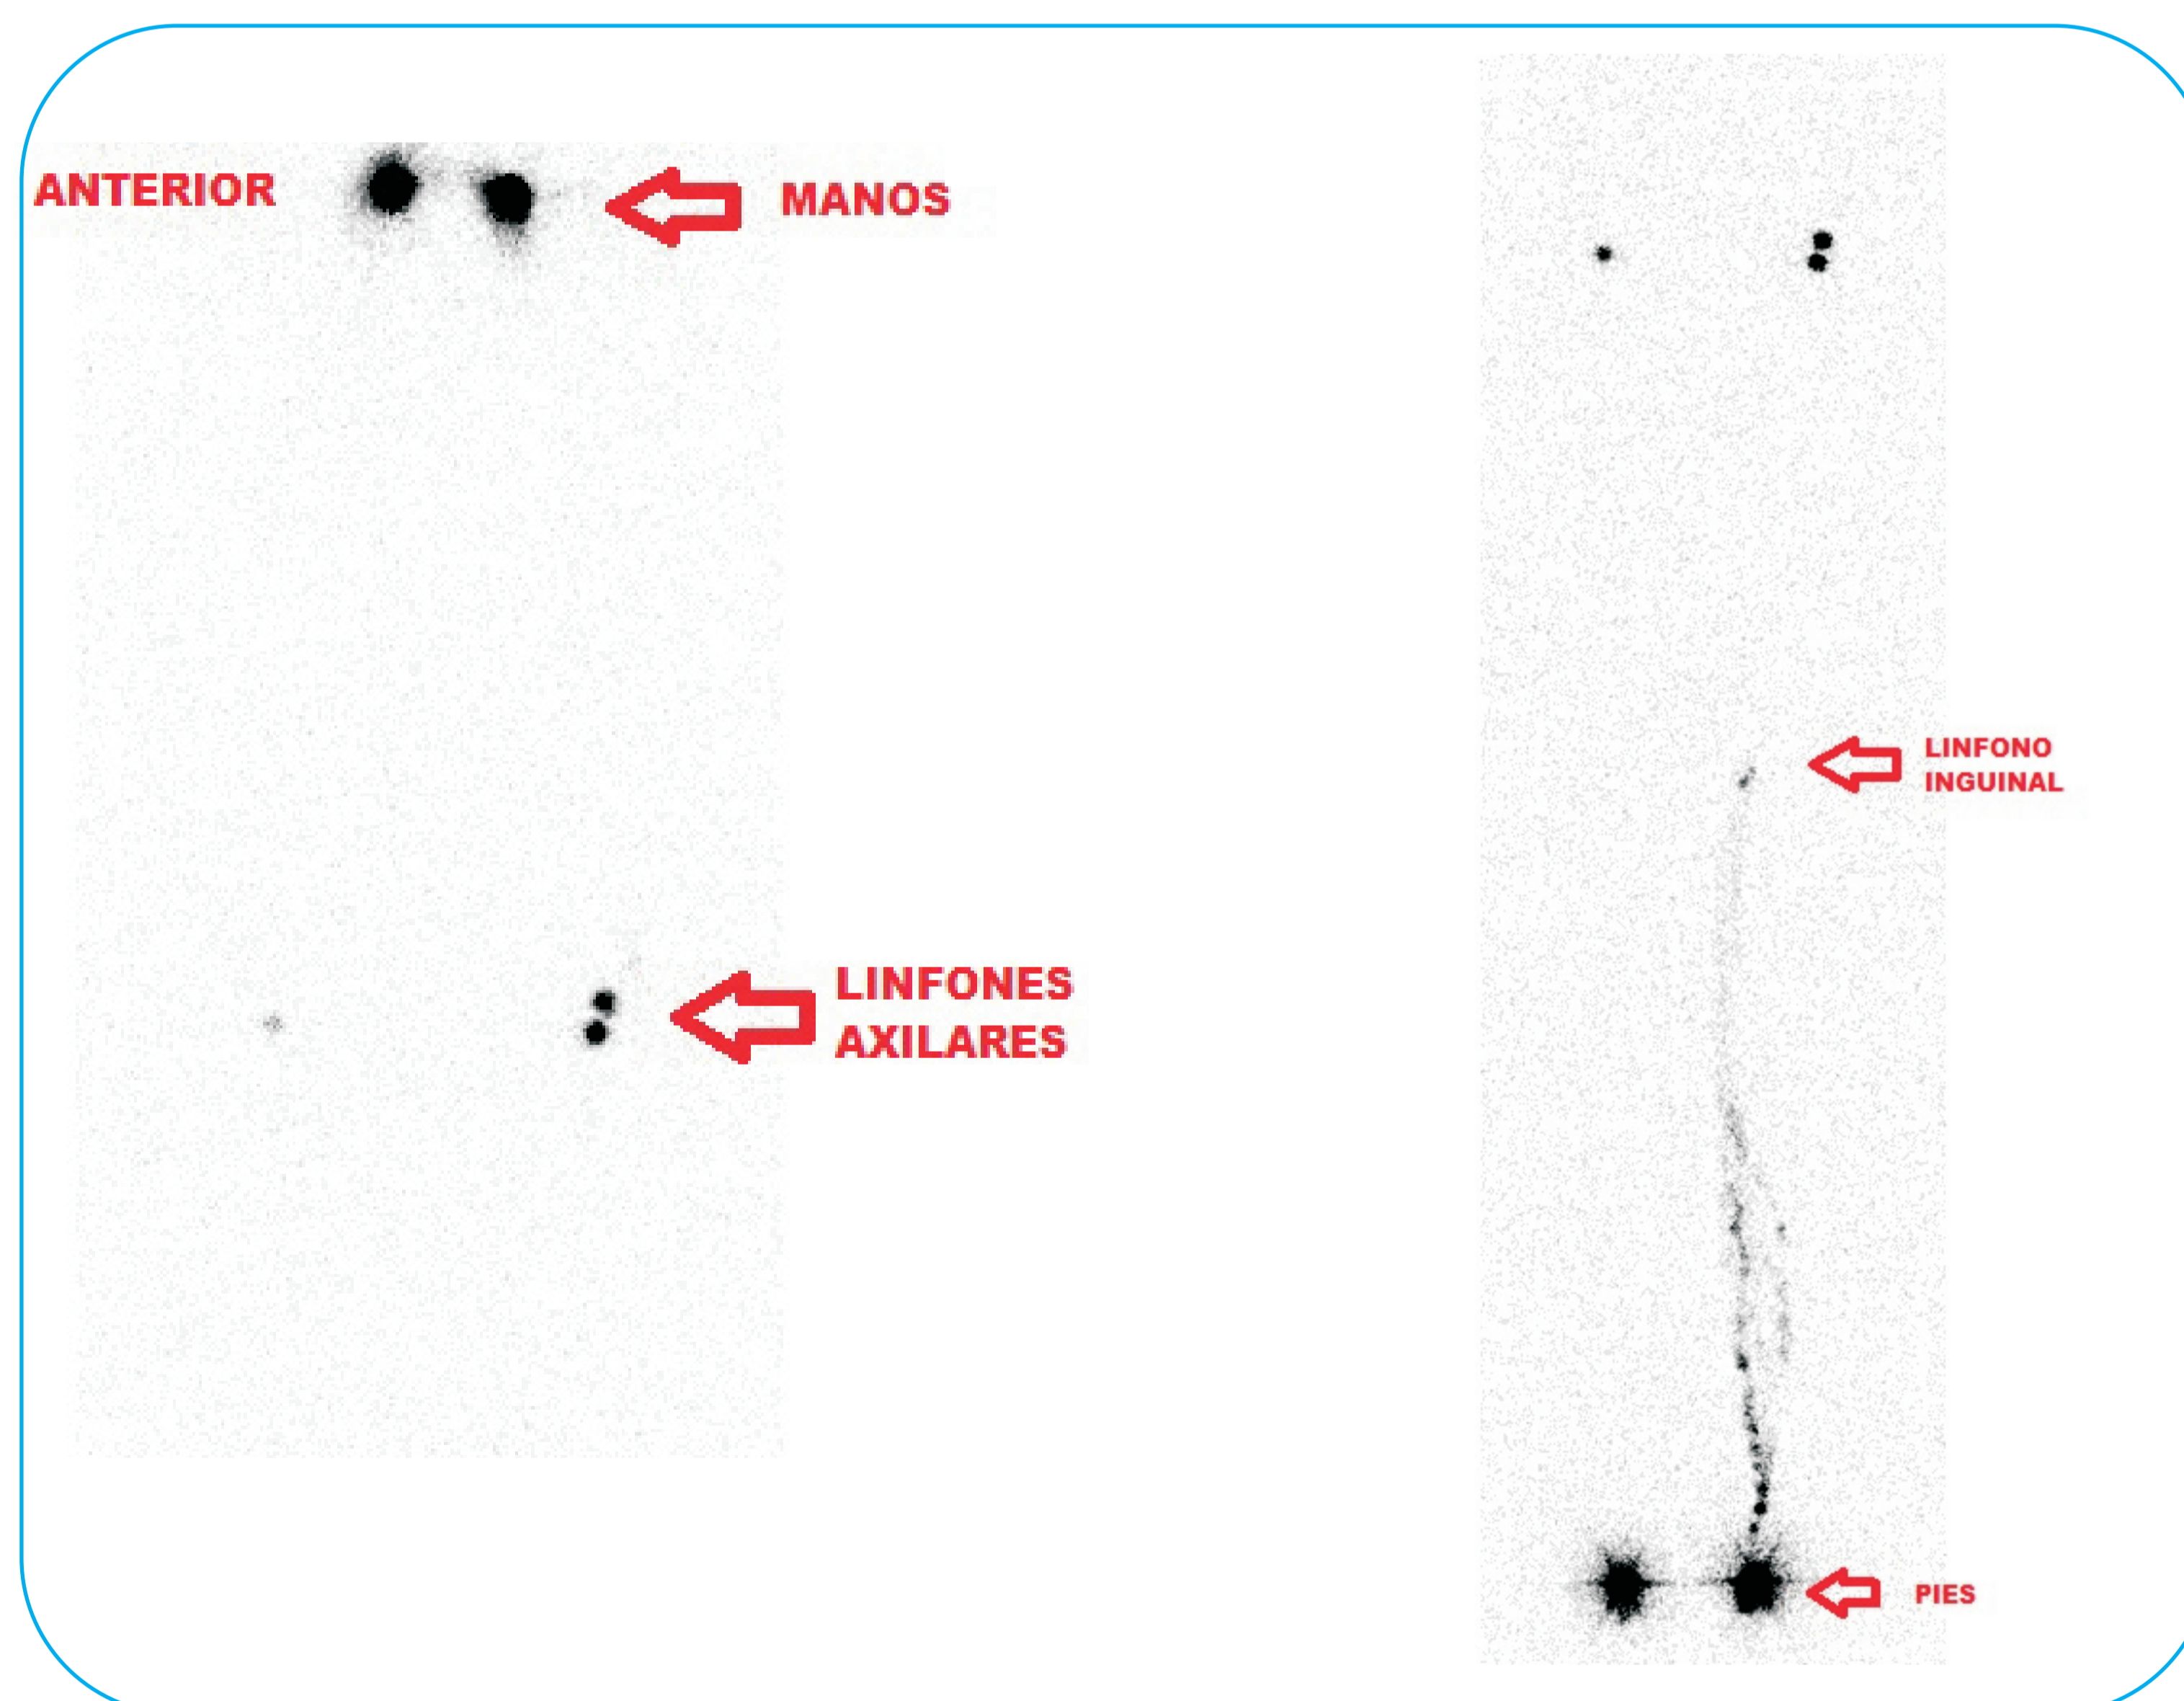 ANTERIOR
MANOS
LINFONES
AXILARES
LINFONO
INGUINAL
PIES